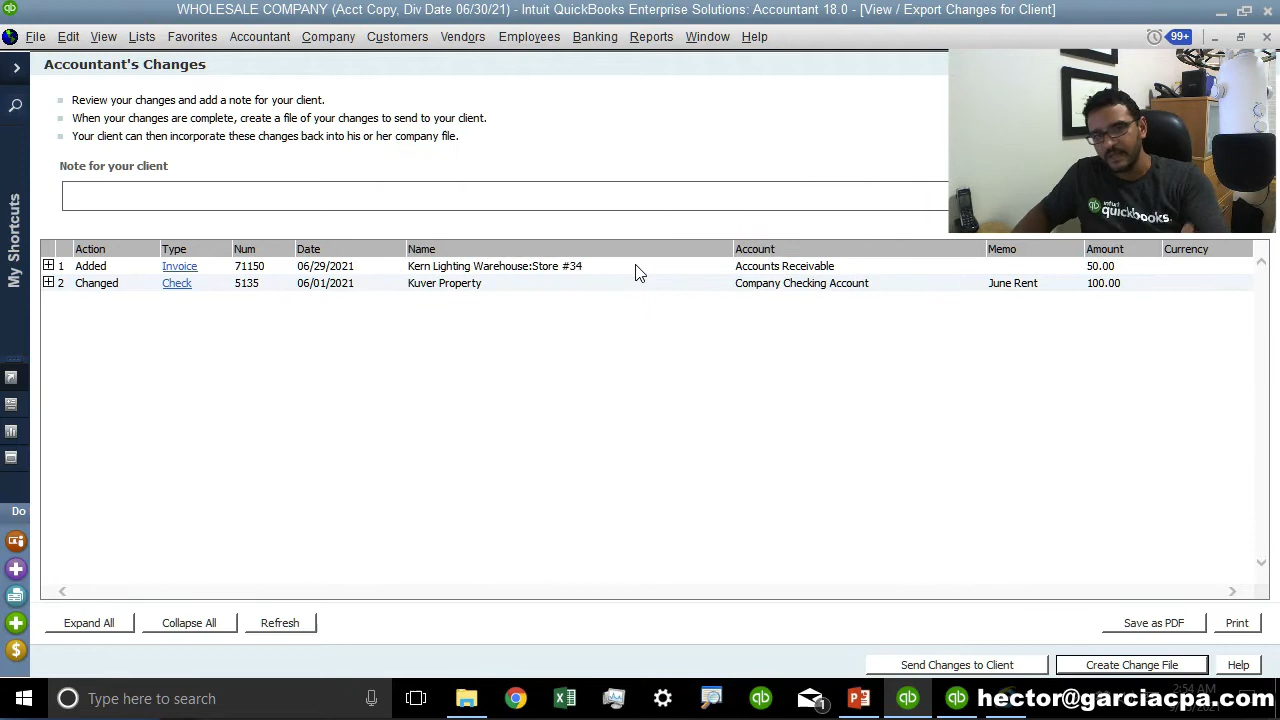 WHOLESALE COMPANY (Acct Copy, Div Date 06/30/21) - Intuit QuickBooks Enterprise Solutions: Accountant 18.0 - [View / Export Changes for Client]
File Edit View Lists Favorites Accountant Company Customers Vendors Employees Banking Reports Window Help 99+
Accountant's Changes
Review your changes and add a note for your client.
When your changes are complete, create a file of your changes to send to your client.
Your client can then incorporate these changes back into his or her company file.
Note for your client
intuit
quickbooks.
My Shortcuts
Action Type Num Date Name Account Memo Amount Currency
1 Added Invoice 71150 06/29/2021 Kern Lighting Warehouse:Store #34 Accounts Receivable 50.00
2 Changed Check 5135 06/01/2021 Kuver Property Company Checking Account June Rent 100.00
Do
Expand All Collapse All Refresh Save as PDF Print
Send Changes to Client Create Change File Help
Type here to search
2:54 AM
hector@garciacpa.com